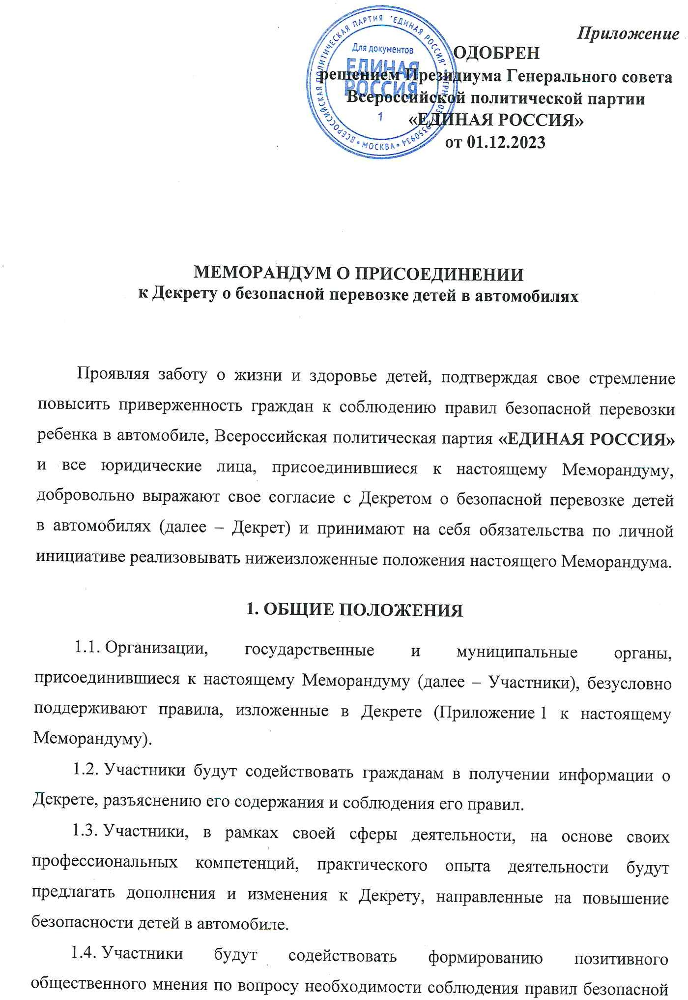 Приложение
ОДОБРЕН
решением Президиума Генерального совета
Всероссийской политической партии
«ЕДИНАЯ РОССИЯ»
от 01.12.2023
ВСЕРОССИЙСКАЯ ПОЛИТИЧЕСКАЯ ПАРТИЯ "ЕДИНАЯ РОССИЯ"
МОСКВА
Для документов
ЕДИНАЯ
РОССИЯ
1
МЕМОРАНДУМ О ПРИСОЕДИНЕНИИ
к Декрету о безопасной перевозке детей в автомобилях
Проявляя заботу о жизни и здоровье детей, подтверждая свое стремление
повысить приверженность граждан к соблюдению правил безопасной перевозки
ребенка в автомобиле, Всероссийская политическая партия «ЕДИНАЯ РОССИЯ»
и все юридические лица, присоединившиеся к настоящему Меморандуму,
добровольно выражают свое согласие с Декретом о безопасной перевозке детей
в автомобилях (далее – Декрет) и принимают на себя обязательства по личной
инициативе реализовывать нижеизложенные положения настоящего Меморандума.
1. ОБЩИЕ ПОЛОЖЕНИЯ
1.1. Организации, государственные и муниципальные органы,
присоединившиеся к настоящему Меморандуму (далее – Участники), безусловно
поддерживают правила, изложенные в Декрете (Приложение 1 к настоящему
Меморандуму).
1.2. Участники будут содействовать гражданам в получении информации о
Декрете, разъяснению его содержания и соблюдения его правил.
1.3. Участники, в рамках своей сферы деятельности, на основе своих
профессиональных компетенций, практического опыта деятельности будут
предлагать дополнения и изменения к Декрету, направленные на повышение
безопасности детей в автомобиле.
1.4. Участники будут содействовать формированию позитивного
общественного мнения по вопросу необходимости соблюдения правил безопасной